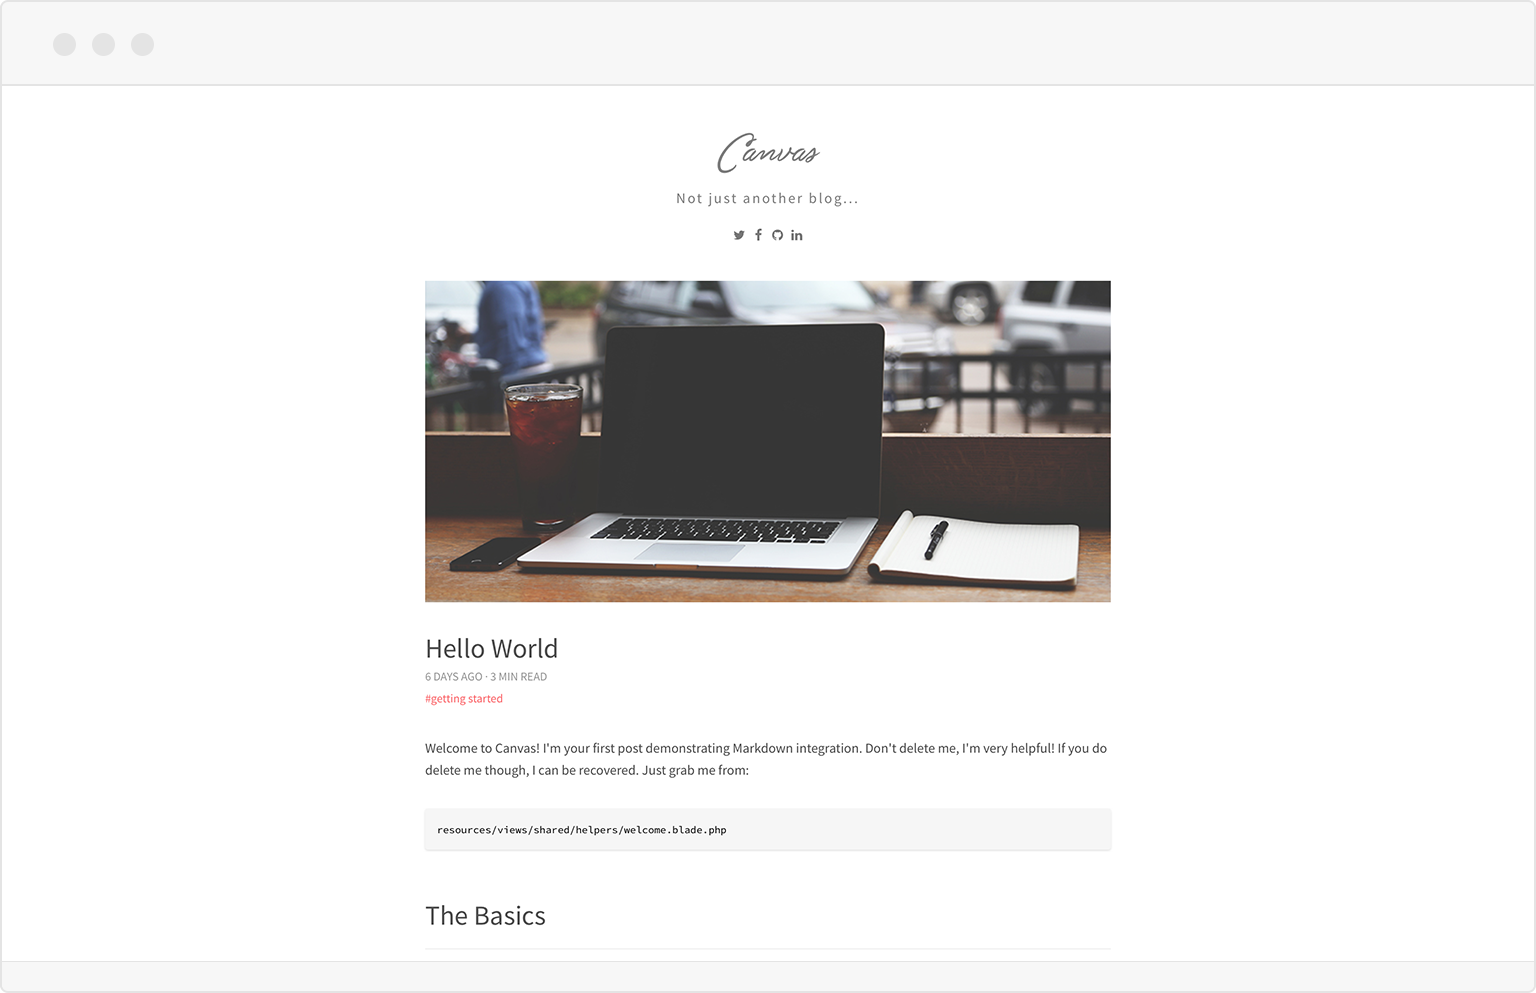 Canvas
Not just another blog...
Hello World
6 DAYS AGO · 3 MIN READ
#getting started
Welcome to Canvas! I'm your first post demonstrating Markdown integration. Don't delete me, I'm very helpful! If you do
delete me though, I can be recovered. Just grab me from:
resources/views/shared/helpers/welcome.blade.php
The Basics